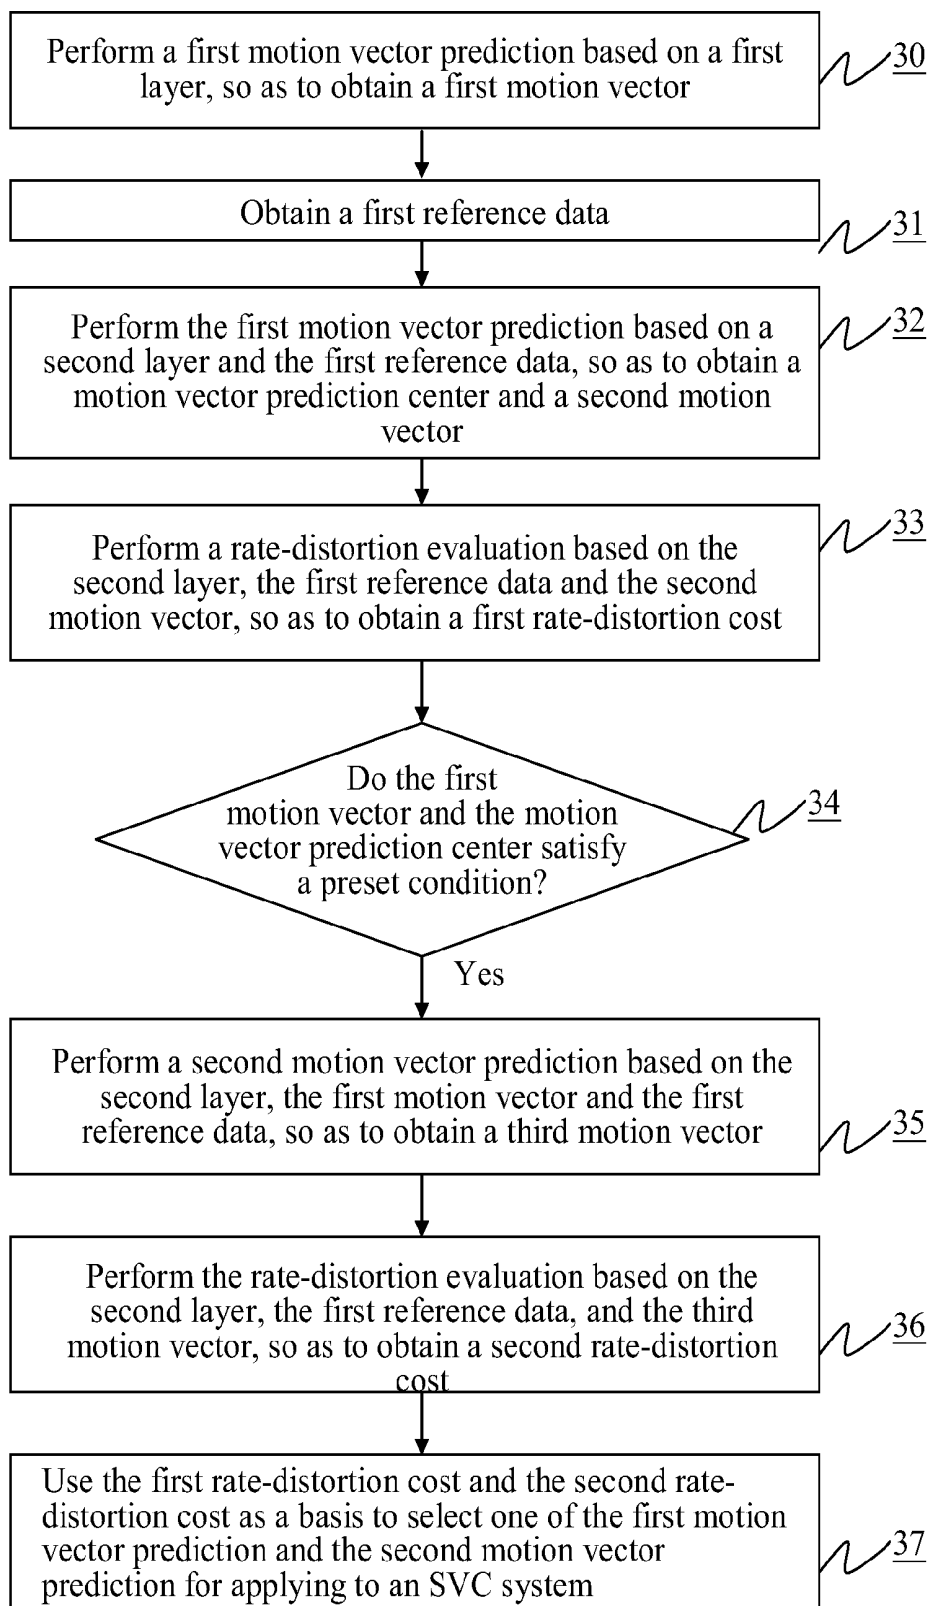 Perform a first motion vector prediction based on a first
layer, so as to obtain a first motion vector
30
Obtain a first reference data
31
Perform the first motion vector prediction based on a
second layer and the first reference data, so as to obtain a
motion vector prediction center and a second motion
vector
32
Perform a rate-distortion evaluation based on the
second layer, the first reference data and the second
motion vector, so as to obtain a first rate-distortion cost
33
Do the first
motion vector and the motion
vector prediction center satisfy
a preset condition?
34
Yes
Perform a second motion vector prediction based on the
second layer, the first motion vector and the first
reference data, so as to obtain a third motion vector
35
Perform the rate-distortion evaluation based on the
second layer, the first reference data, and the third
motion vector, so as to obtain a second rate-distortion
cost
36
Use the first rate-distortion cost and the second rate-
distortion cost as a basis to select one of the first motion
vector prediction and the second motion vector
prediction for applying to an SVC system
37